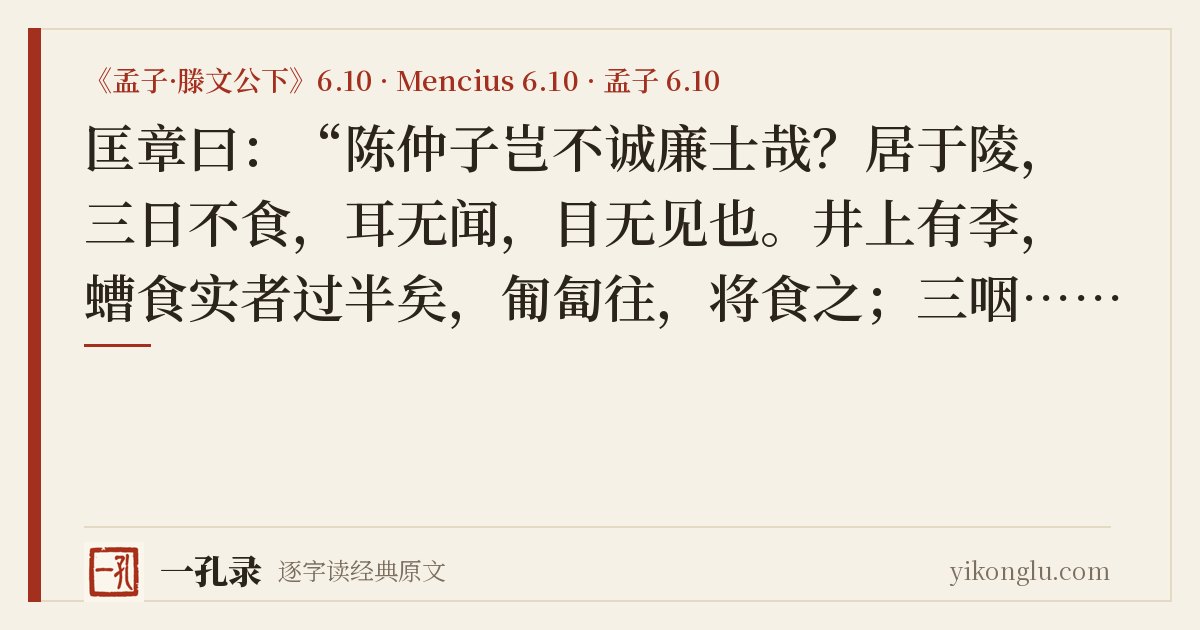 《孟子·滕文公下》6.10 · Mencius 6.10 · 孟子 6.10
匡章曰：“陈仲子岂不诚廉士哉？居于陵，
三日不食，耳无闻，目无见也。井上有李，
螬食实者过半矣，匍匐往，将食之；三咽……
一孔
一孔录 逐字读经典原文
yikonglu.com